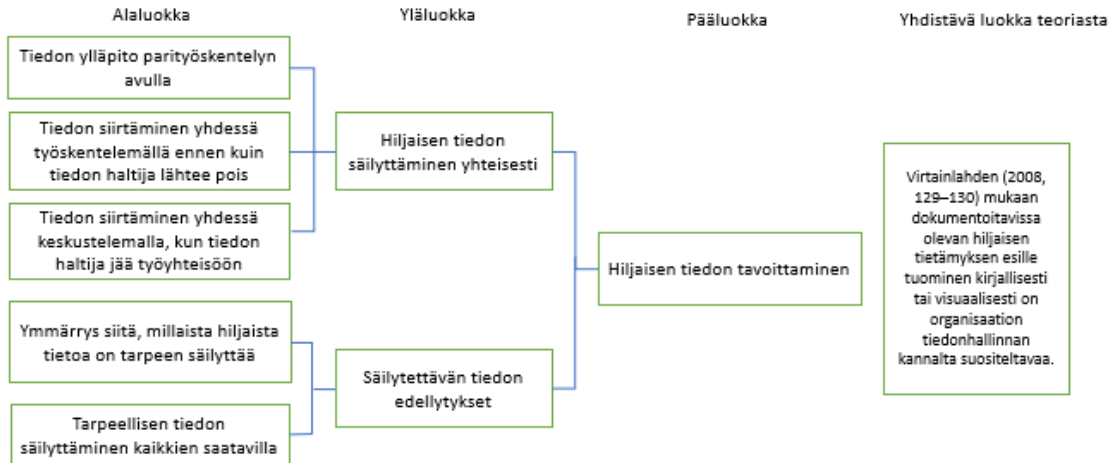 Alaluokka
Yläluokka
Pääluokka
Yhdistävä luokka teoriasta
Tiedon ylläpito parityöskentelyn
avulla
Tiedon siirtäminen yhdessä
työskentelemällä ennen kuin
tiedon haltija lähtee pois
Tiedon siirtäminen yhdessä
keskustelemalla, kun tiedon
haltija jää työyhteisöön
Ymmärrys siitä, millaista hiljaista
tietoa on tarpeen säilyttää
Tarpeellisen tiedon
säilyttäminen kaikkien saatavilla
Hiljaisen tiedon
säilyttäminen yhteisesti
Säilytettävän tiedon
edellytykset
Hiljaisen tiedon tavoittaminen
Virtainlahden (2008,
129–130) mukaan
dokumentoitavissa
olevan hiljaisen
tietämyksen esille
tuominen kirjallisesti
tai visuaalisesti on
organisaation
tiedonhallinnan
kannalta suositeltavaa.